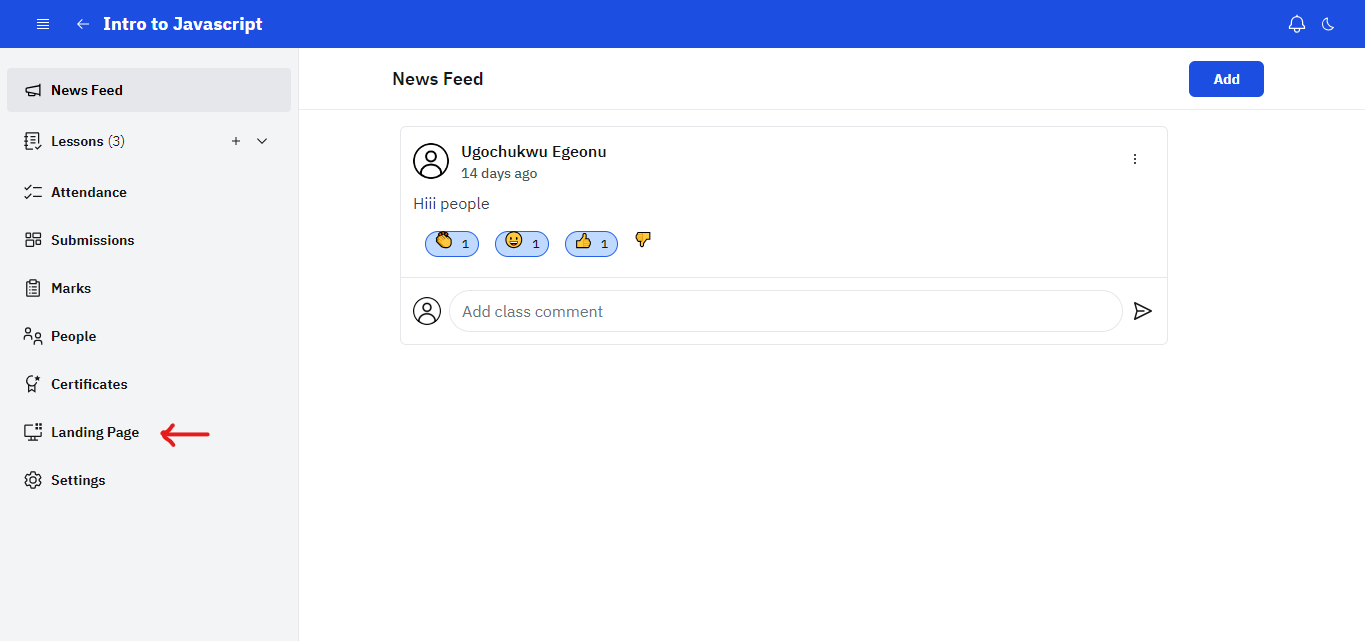 Intro to Javascript
News Feed
Lessons (3)
Attendance
Submissions
Marks
People
Certificates
Landing Page
Settings
News Feed
Add
Ugochukwu Egeonu
14 days ago
Hiii people
1 1 1
Add class comment